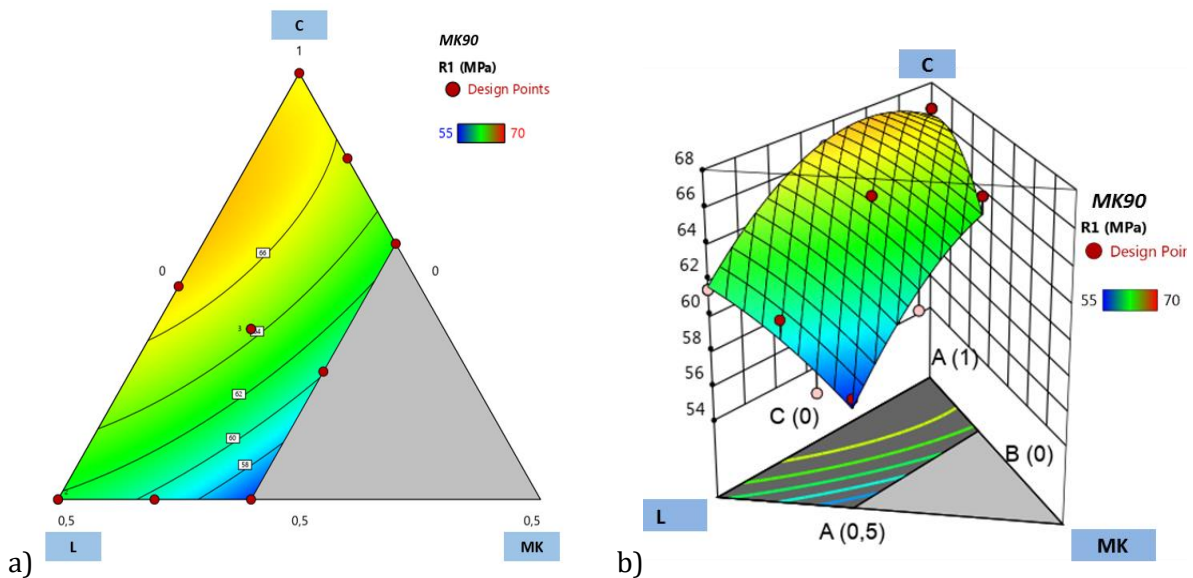 C
1
MK90
R1 (MPa)
Design Points
55 70
66
0 0
3 64
62
60
58
0,5 0,5 0,5
L MK
a)
C
68
66
64
62
60
58
56
54
MK90
R1 (MPa)
Design Poir
55 70
A (1)
C (0)
B (0)
L
A (0,5)
MK
b)